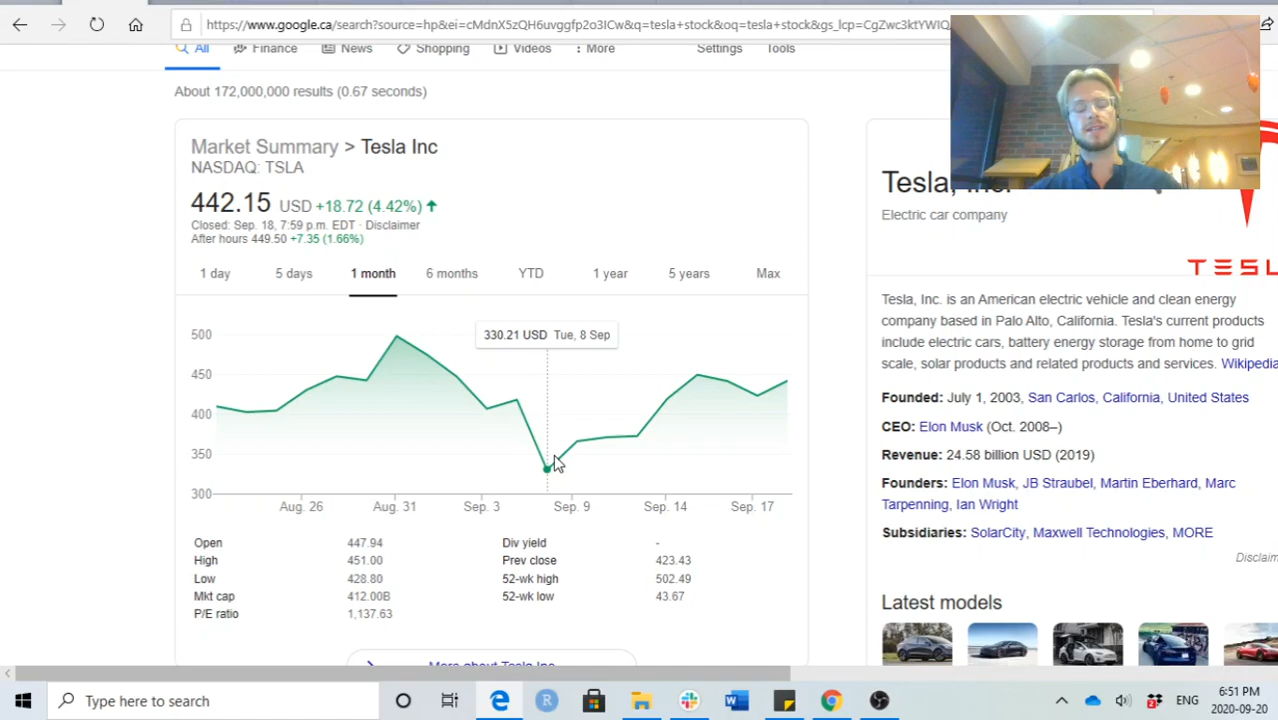 https://www.google.ca/search?source=hp&ei=cMdnX5zQH6uvggfp2o3ICw&q=tesla+stock&oq=tesla+stock&gs_lcp=CgZwc3ktYWIQ
All Finance News Shopping Videos More Settings Tools
About 172,000,000 results (0.67 seconds)
Market Summary > Tesla Inc
NASDAQ: TSLA
442.15 USD +18.72 (4.42%)
Closed: Sep. 18, 7:59 p.m. EDT · Disclaimer
After hours 449.50 +7.35 (1.66%)
1 day 5 days 1 month 6 months YTD 1 year 5 years Max
330.21 USD Tue, 8 Sep
500
450
400
350
300
Aug. 26 Aug. 31 Sep. 3 Sep. 9 Sep. 14 Sep. 17
Open 447.94 Div yield -
High 451.00 Prev close 423.43
Low 428.80 52-wk high 502.49
Mkt cap 412.00B 52-wk low 43.67
P/E ratio 1,137.63
More about Tesla Inc
Tesla, Inc.
Electric car company
TESL
Tesla, Inc. is an American electric vehicle and clean energy
company based in Palo Alto, California. Tesla's current products
include electric cars, battery energy storage from home to grid
scale, solar products and related products and services. Wikipedia
Founded: July 1, 2003, San Carlos, California, United States
CEO: Elon Musk (Oct. 2008–)
Revenue: 24.58 billion USD (2019)
Founders: Elon Musk, JB Straubel, Martin Eberhard, Marc
Tarpenning, Ian Wright
Subsidiaries: SolarCity, Maxwell Technologies, MORE
Disclaim
Latest models
Type here to search
ENG
6:51 PM
2020-09-20